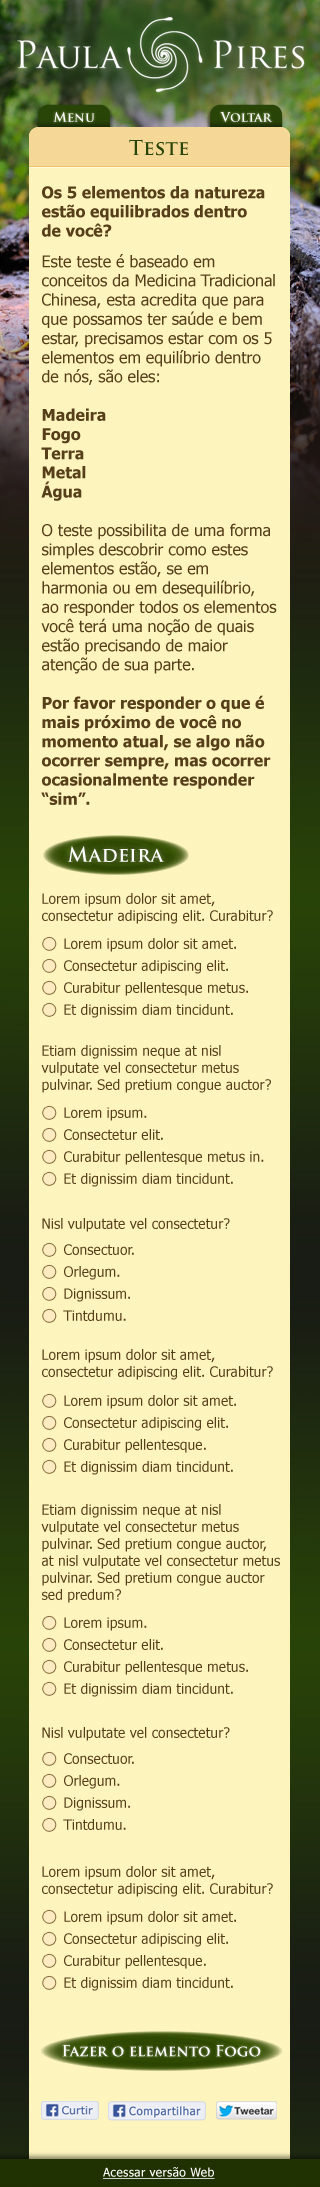 PAULA PIRES
MENU VOLTAR
TESTE
Os 5 elementos da natureza
estão equilibrados dentro
de você?
Este teste é baseado em
conceitos da Medicina Tradicional
Chinesa, esta acredita que para
que possamos ter saúde e bem
estar, precisamos estar com os 5
elementos em equilíbrio dentro
de nós, são eles:
Madeira
Fogo
Terra
Metal
Água
O teste possibilita de uma forma
simples descobrir como estes
elementos estão, se em
harmonia ou em desequilíbrio,
ao responder todos os elementos
você terá uma noção de quais
estão precisando de maior
atenção de sua parte.
Por favor responder o que é
mais próximo de você no
momento atual, se algo não
ocorrer sempre, mas ocorrer
ocasionalmente responder
“sim”.
MADEIRA
Lorem ipsum dolor sit amet,
consectetur adipiscing elit. Curabitur?
Lorem ipsum dolor sit amet.
Consectetur adipiscing elit.
Curabitur pellentesque metus.
Et dignissim diam tincidunt.
Etiam dignissim neque at nisl
vulputate vel consectetur metus
pulvinar. Sed pretium congue auctor?
Lorem ipsum.
Consectetur elit.
Curabitur pellentesque metus in.
Et dignissim diam tincidunt.
Nisl vulputate vel consectetur?
Consectuor.
Orlegum.
Dignissum.
Tintdumu.
Lorem ipsum dolor sit amet,
consectetur adipiscing elit. Curabitur?
Lorem ipsum dolor sit amet.
Consectetur adipiscing elit.
Curabitur pellentesque.
Et dignissim diam tincidunt.
Etiam dignissim neque at nisl
vulputate vel consectetur metus
pulvinar. Sed pretium congue auctor,
at nisl vulputate vel consectetur metus
pulvinar. Sed pretium congue auctor
sed predum?
Lorem ipsum.
Consectetur elit.
Curabitur pellentesque metus.
Et dignissim diam tincidunt.
Nisl vulputate vel consectetur?
Consectuor.
Orlegum.
Dignissum.
Tintdumu.
Lorem ipsum dolor sit amet,
consectetur adipiscing elit. Curabitur?
Lorem ipsum dolor sit amet.
Consectetur adipiscing elit.
Curabitur pellentesque.
Et dignissim diam tincidunt.
FAZER O ELEMENTO FOGO
Curtir Compartilhar Tweetar
Acessar versão Web